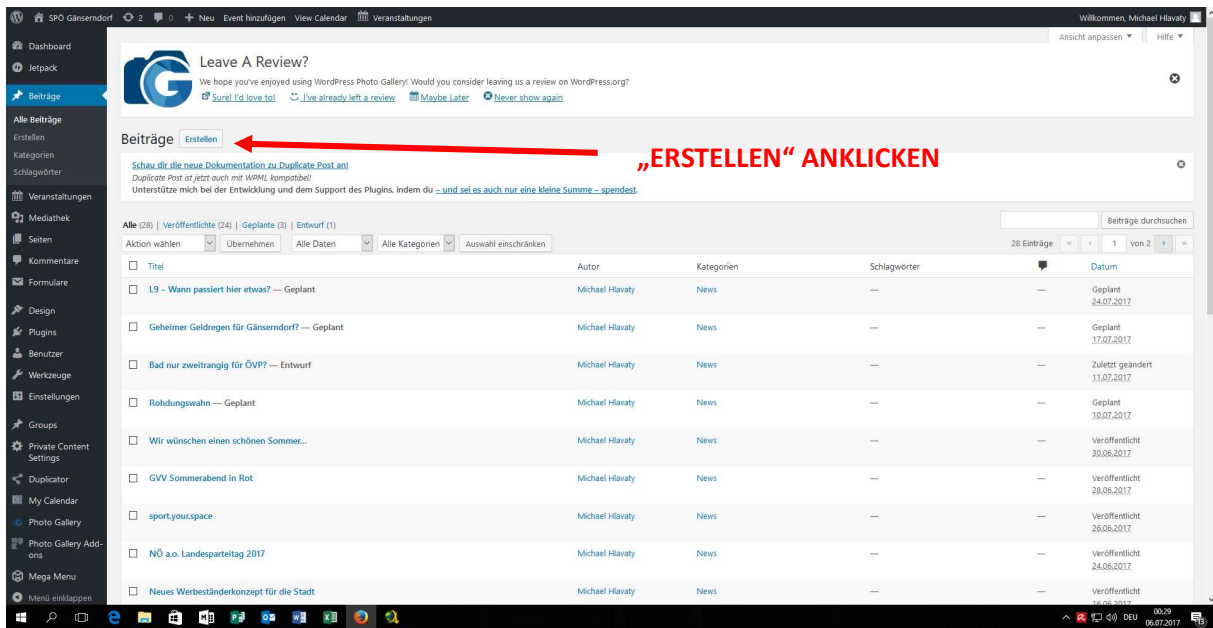 SPÖ Gänserndorf 2 0 + Neu Event hinzufügen View Calendar Veranstaltungen Willkommen, Michael Hlavaty
Ansicht anpassen ▼ Hilfe ▼
Dashboard
Jetpack
Beiträge
Alle Beiträge
Erstellen
Kategorien
Schlagwörter
Veranstaltungen
Mediathek
Seiten
Kommentare
Formulare
Design
Plugins
Benutzer
Werkzeuge
Einstellungen
Groups
Private Content
Settings
Duplicator
My Calendar
Photo Gallery
Photo Gallery Add-
ons
Mega Menu
Menü einklappen
Leave A Review?
We hope you've enjoyed using WordPress Photo Gallery! Would you consider leaving us a review on WordPress.org?
Sure! I'd love to! I've already left a review Maybe Later Never show again
Beiträge Erstellen
„ERSTELLEN“ ANKLICKEN
Schau dir die neue Dokumentation zu Duplicate Post an!
Duplicate Post ist jetzt auch mit WPML kompatibel!
Unterstütze mich bei der Entwicklung und dem Support des Plugins, indem du – und sei es auch nur eine kleine Summe – spendest.
Beiträge durchsuchen
Alle (28) | Veröffentlichte (24) | Geplante (3) | Entwurf (1)
Aktion wählen Übernehmen Alle Daten Alle Kategorien Auswahl einschränken 28 Einträge « ‹ 1 von 2 › »
Titel Autor Kategorien Schlagwörter Datum
L9 – Wann passiert hier etwas? — Geplant Michael Hlavaty News — — Geplant
24.07.2017
Geheimer Geldregen für Gänserndorf? — Geplant Michael Hlavaty News — — Geplant
17.07.2017
Bad nur zweitrangig für ÖVP? — Entwurf Michael Hlavaty News — — Zuletzt geändert
11.07.2017
Rohdungswahn — Geplant Michael Hlavaty News — — Geplant
10.07.2017
Wir wünschen einen schönen Sommer... Michael Hlavaty News — — Veröffentlicht
30.06.2017
GVV Sommerabend in Rot Michael Hlavaty News — — Veröffentlicht
28.06.2017
sport.your.space Michael Hlavaty News — — Veröffentlicht
26.06.2017
NÖ a.o. Landesparteitag 2017 Michael Hlavaty News — — Veröffentlicht
24.06.2017
Neues Werbeständerkonzept für die Stadt Michael Hlavaty News — — Veröffentlicht
16.06.2017
DEU 00:29
06.07.2017